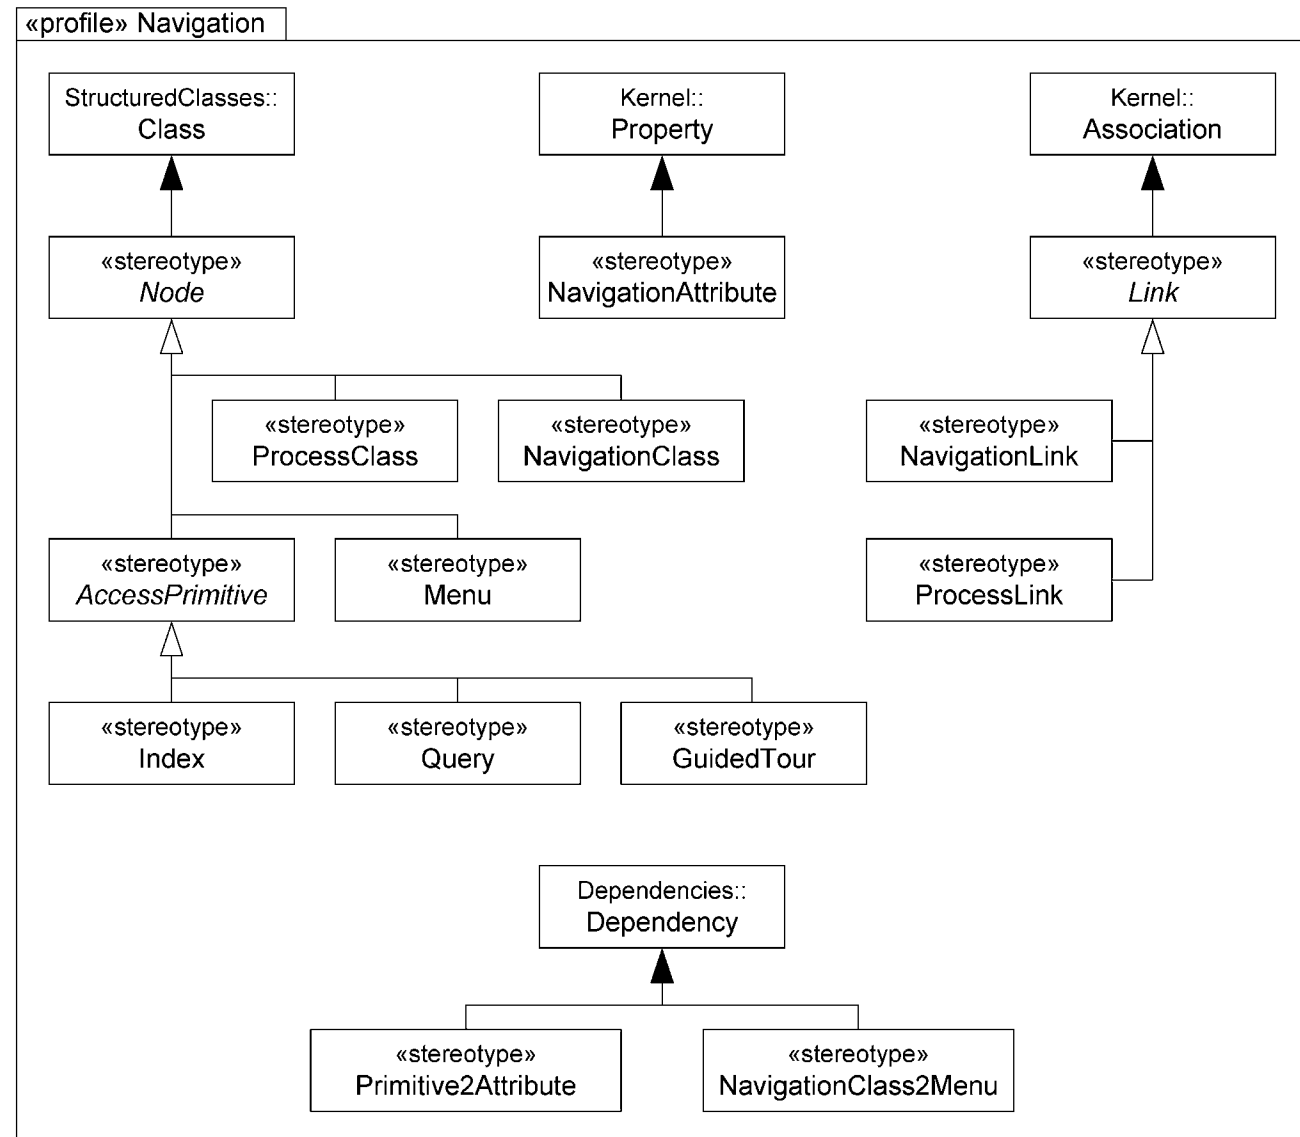 «profile» Navigation
StructuredClasses::
Class
Kernel::
Property
Kernel::
Association
«stereotype»
Node
«stereotype»
NavigationAttribute
«stereotype»
Link
«stereotype»
ProcessClass
«stereotype»
NavigationClass
«stereotype»
NavigationLink
«stereotype»
AccessPrimitive
«stereotype»
Menu
«stereotype»
ProcessLink
«stereotype»
Index
«stereotype»
Query
«stereotype»
GuidedTour
Dependencies::
Dependency
«stereotype»
Primitive2Attribute
«stereotype»
NavigationClass2Menu